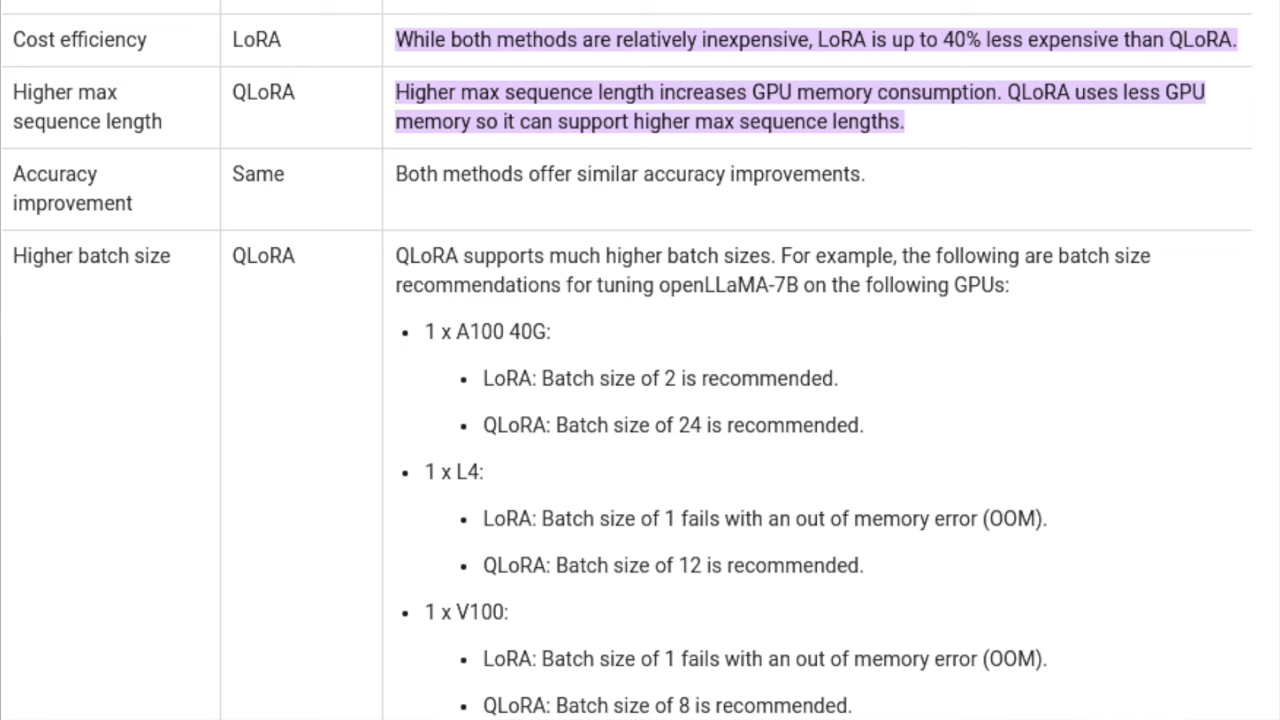 Cost efficiency
LoRA
While both methods are relatively inexpensive, LoRA is up to 40% less expensive than QLoRA.
Higher max
sequence length
QLoRA
Higher max sequence length increases GPU memory consumption. QLoRA uses less GPU
memory so it can support higher max sequence lengths.
Accuracy
improvement
Same
Both methods offer similar accuracy improvements.
Higher batch size
QLoRA
QLoRA supports much higher batch sizes. For example, the following are batch size
recommendations for tuning openLLaMA-7B on the following GPUs:
• 1 x A100 40G:
• LoRA: Batch size of 2 is recommended.
• QLoRA: Batch size of 24 is recommended.
• 1 x L4:
• LoRA: Batch size of 1 fails with an out of memory error (OOM).
• QLoRA: Batch size of 12 is recommended.
• 1 x V100:
• LoRA: Batch size of 1 fails with an out of memory error (OOM).
• QLoRA: Batch size of 8 is recommended.